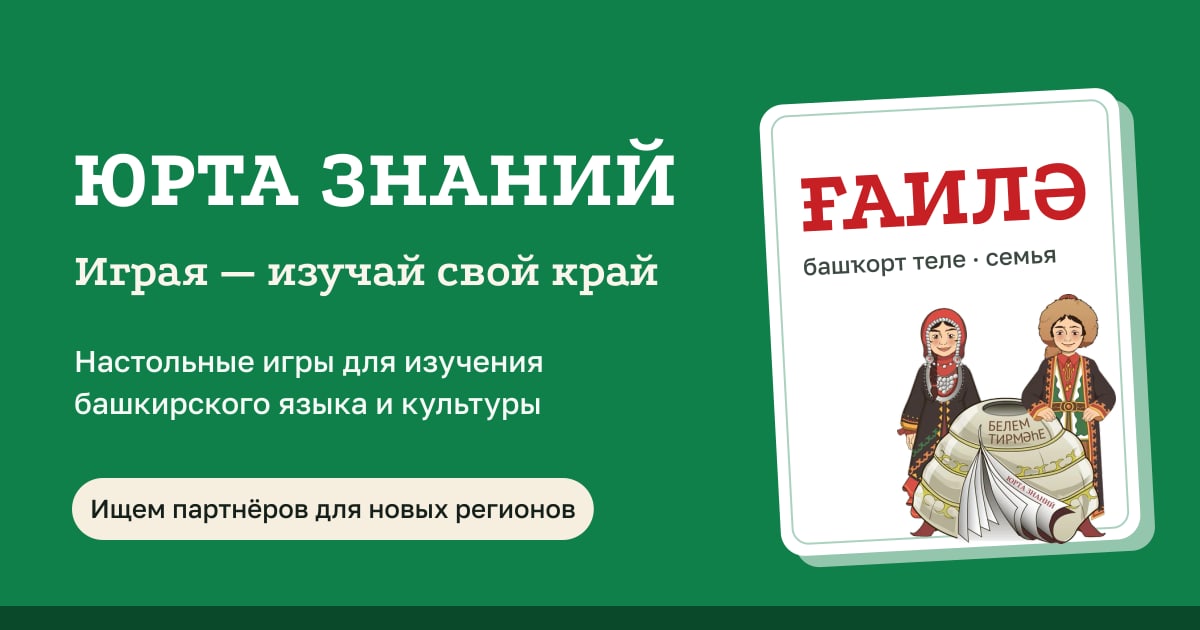 ЮРТА ЗНАНИЙ
Играя — изучай свой край
Настольные игры для изучения
башкирского языка и культуры
Ищем партнёров для новых регионов
ҒАИЛӘ
башҡорт теле · семья
БЕЛЕМ
ТИРМӘҺЕ
ЮРТА ЗНАНИЙ